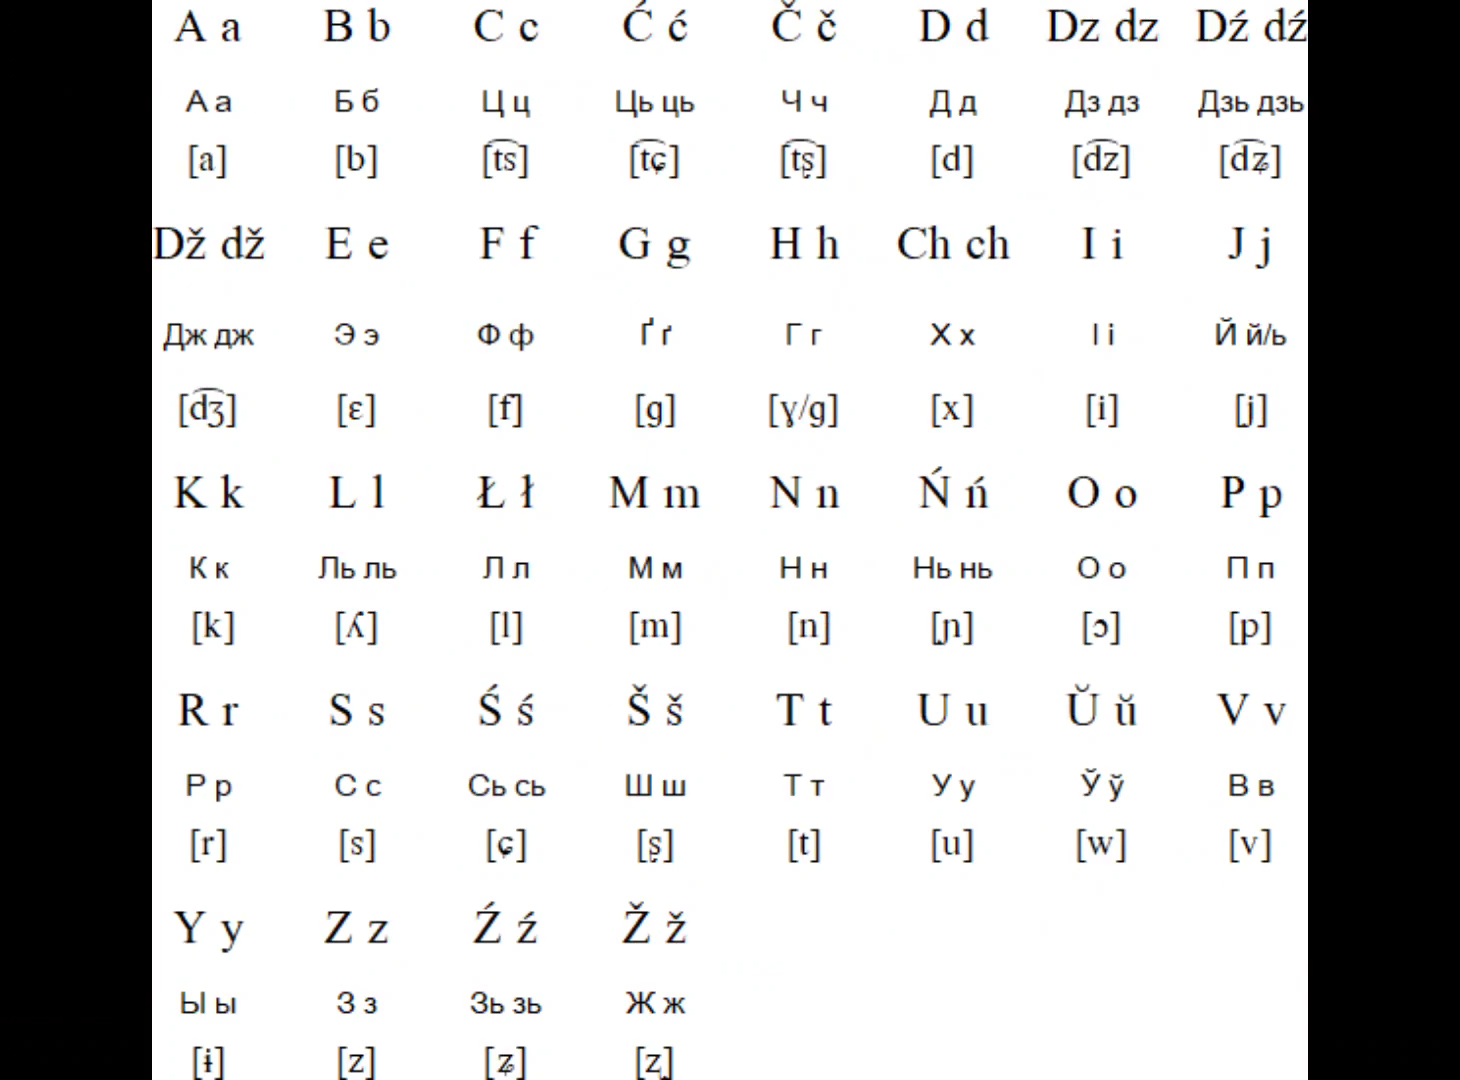 A a B b C c Ć ć Č č D d Dz dz Dź dź
А а Б б Ц ц Ць ць Ч ч Д д Дз дз Дзь дзь
[a] [b] [t͡s] [t͡ɕ] [t͡ʂ] [d] [d͡z] [d͡ʑ]
Dž dž E e F f G g H h Ch ch I i J j
Дж дж Э э Ф ф Ґ ґ Г г Х х І і Й й/ь
[d͡ʒ] [ɛ] [f] [ɡ] [ɣ/ɡ] [x] [i] [j]
K k L l Ł ł M m N n Ń ń O o P p
К к Ль ль Л л М м Н н Нь нь О о П п
[k] [ʎ] [l] [m] [n] [ɲ] [ɔ] [p]
R r S s Ś ś Š š T t U u Ŭ ŭ V v
Р р С с Сь сь Ш ш Т т У у Ў ў В в
[r] [s] [ɕ] [ʂ] [t] [u] [w] [v]
Y y Z z Ź ź Ž ž
Ы ы З з Зь зь Ж ж
[ɨ] [z] [ʑ] [ʐ]